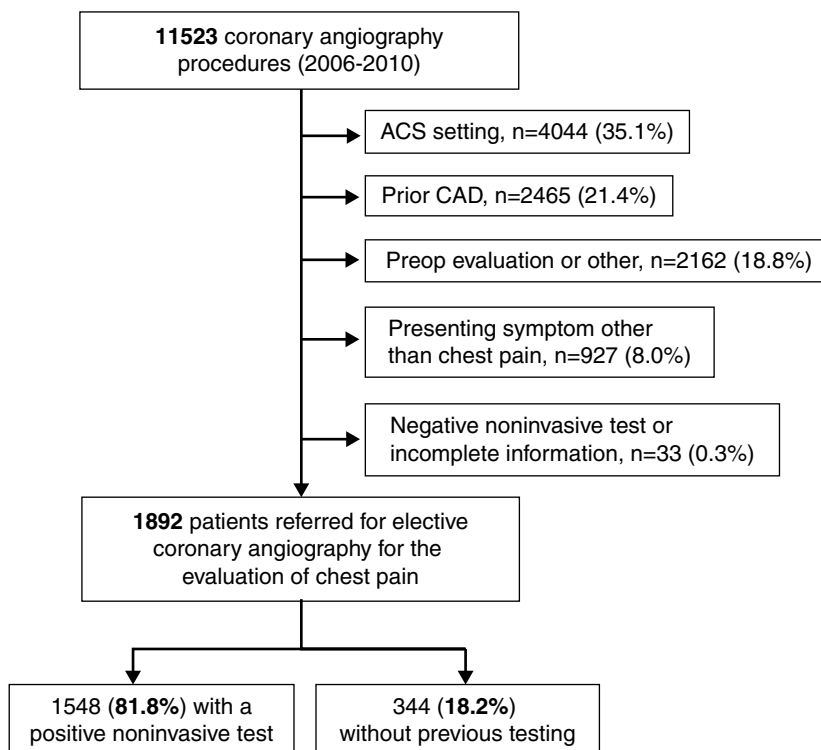 11523 coronary angiography
procedures (2006-2010)
ACS setting, n=4044 (35.1%)
Prior CAD, n=2465 (21.4%)
Preop evaluation or other, n=2162 (18.8%)
Presenting symptom other
than chest pain, n=927 (8.0%)
Negative noninvasive test or
incomplete information, n=33 (0.3%)
1892 patients referred for elective
coronary angiography for the
evaluation of chest pain
1548 (81.8%) with a
positive noninvasive test
344 (18.2%)
without previous testing